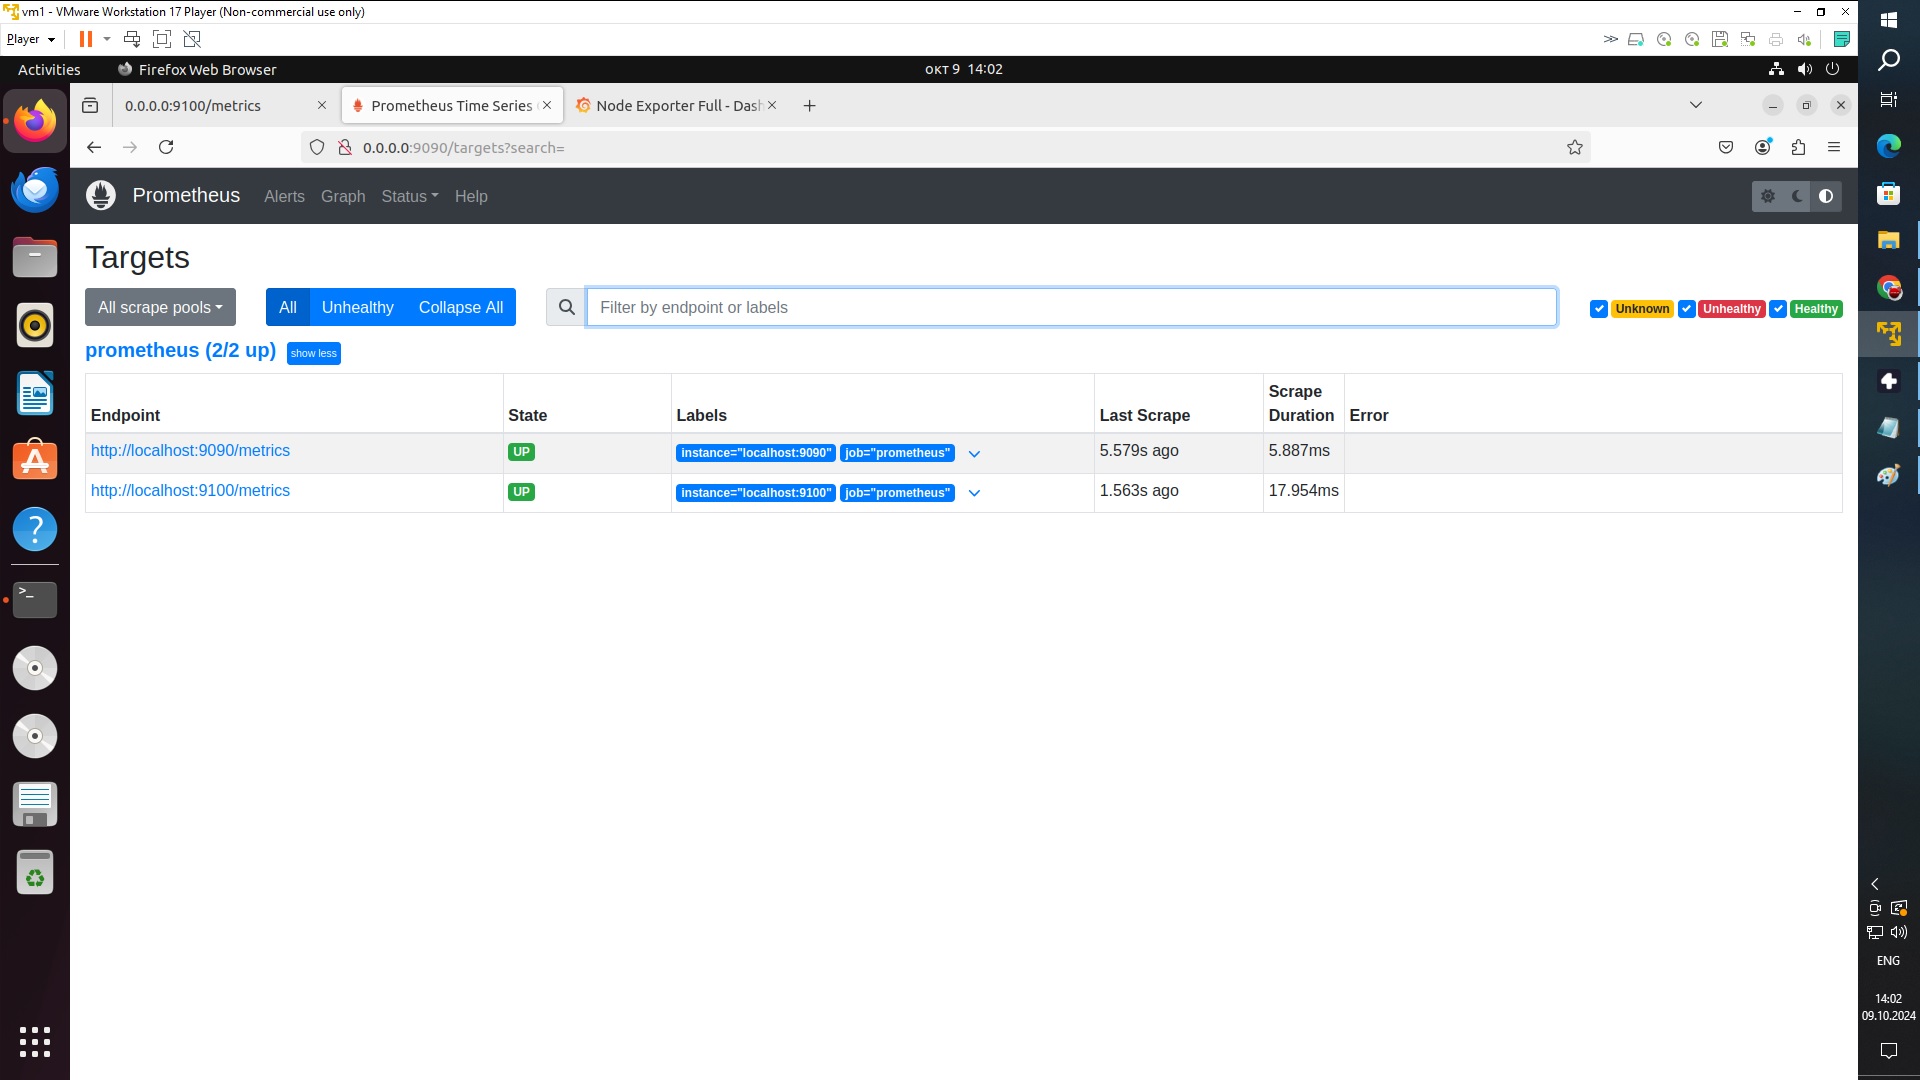 vm1 - VMware Workstation 17 Player (Non-commercial use only)
Player
Activities
Firefox Web Browser
окт 9 14:02
0.0.0.0:9100/metrics
Prometheus Time Series
Node Exporter Full - Dash
0.0.0.0:9090/targets?search=
Prometheus
Alerts
Graph
Status
Help
Targets
All scrape pools
All
Unhealthy
Collapse All
Filter by endpoint or labels
Unknown
Unhealthy
Healthy
prometheus (2/2 up)
show less
Endpoint
State
Labels
Last Scrape
Scrape
Duration
Error
http://localhost:9090/metrics
UP
instance="localhost:9090"
job="prometheus"
5.579s ago
5.887ms
http://localhost:9100/metrics
UP
instance="localhost:9100"
job="prometheus"
1.563s ago
17.954ms
ENG
14:02
09.10.2024